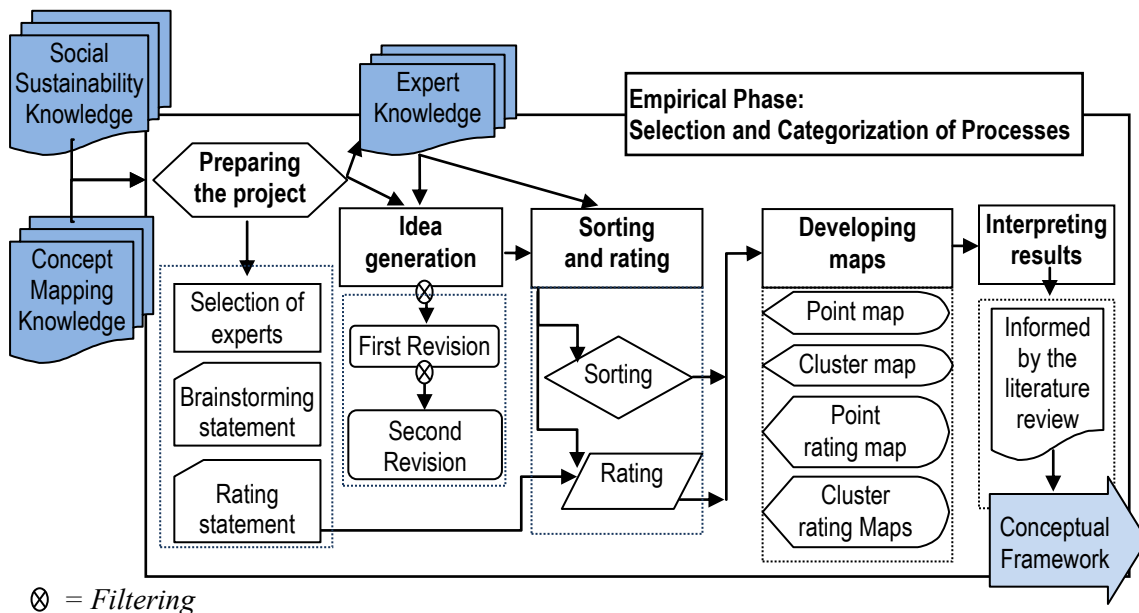 Social
Sustainability
Knowledge
Expert
Knowledge
Empirical Phase:
Selection and Categorization of Processes
Preparing
the project
Concept
Mapping
Knowledge
Idea
generation
Sorting
and rating
Developing
maps
Interpreting
results
Selection of
experts
Brainstorming
statement
Rating
statement
First Revision
Second
Revision
Sorting
Rating
Point map
Cluster map
Point
rating map
Cluster
rating Maps
Informed
by the
literature
review
Conceptual
Framework
= Filtering